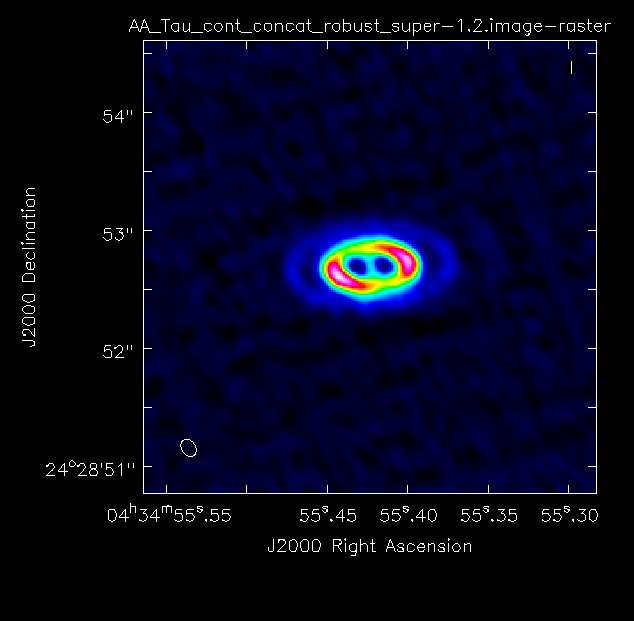 AA_Tau_cont_concat_robust_super-1.2.image-raster
54"
53"
J2000 Declination
52"
24°28'51"
04ʰ34ᵐ55ˢ.55 55ˢ.45 55ˢ.40 55ˢ.35 55ˢ.30
J2000 Right Ascension